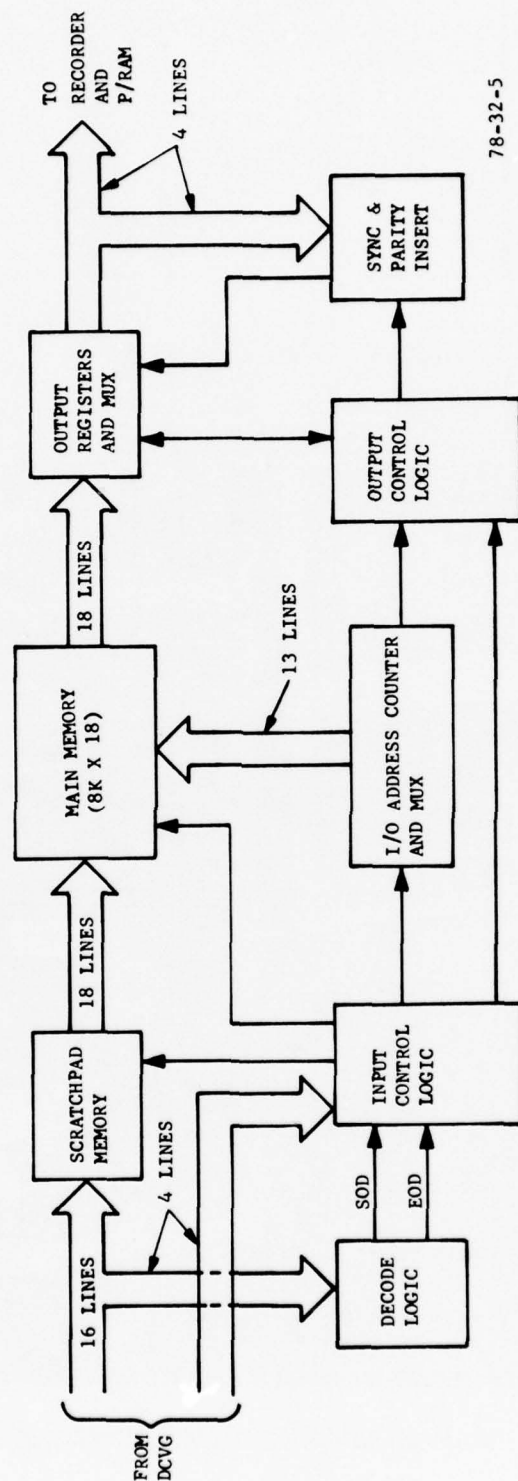 FROM
DCVG
16 LINES
4 LINES
SCRATCHPAD
MEMORY
18 LINES
MAIN MEMORY
(8K X 18)
18 LINES
OUTPUT
REGISTERS
AND MUX
TO
RECORDER
AND
P/RAM
4 LINES
DECODE
LOGIC
SOD
EOD
INPUT
CONTROL
LOGIC
13 LINES
I/O ADDRESS COUNTER
AND MUX
OUTPUT
CONTROL
LOGIC
SYNC &
PARITY
INSERT
78-32-5